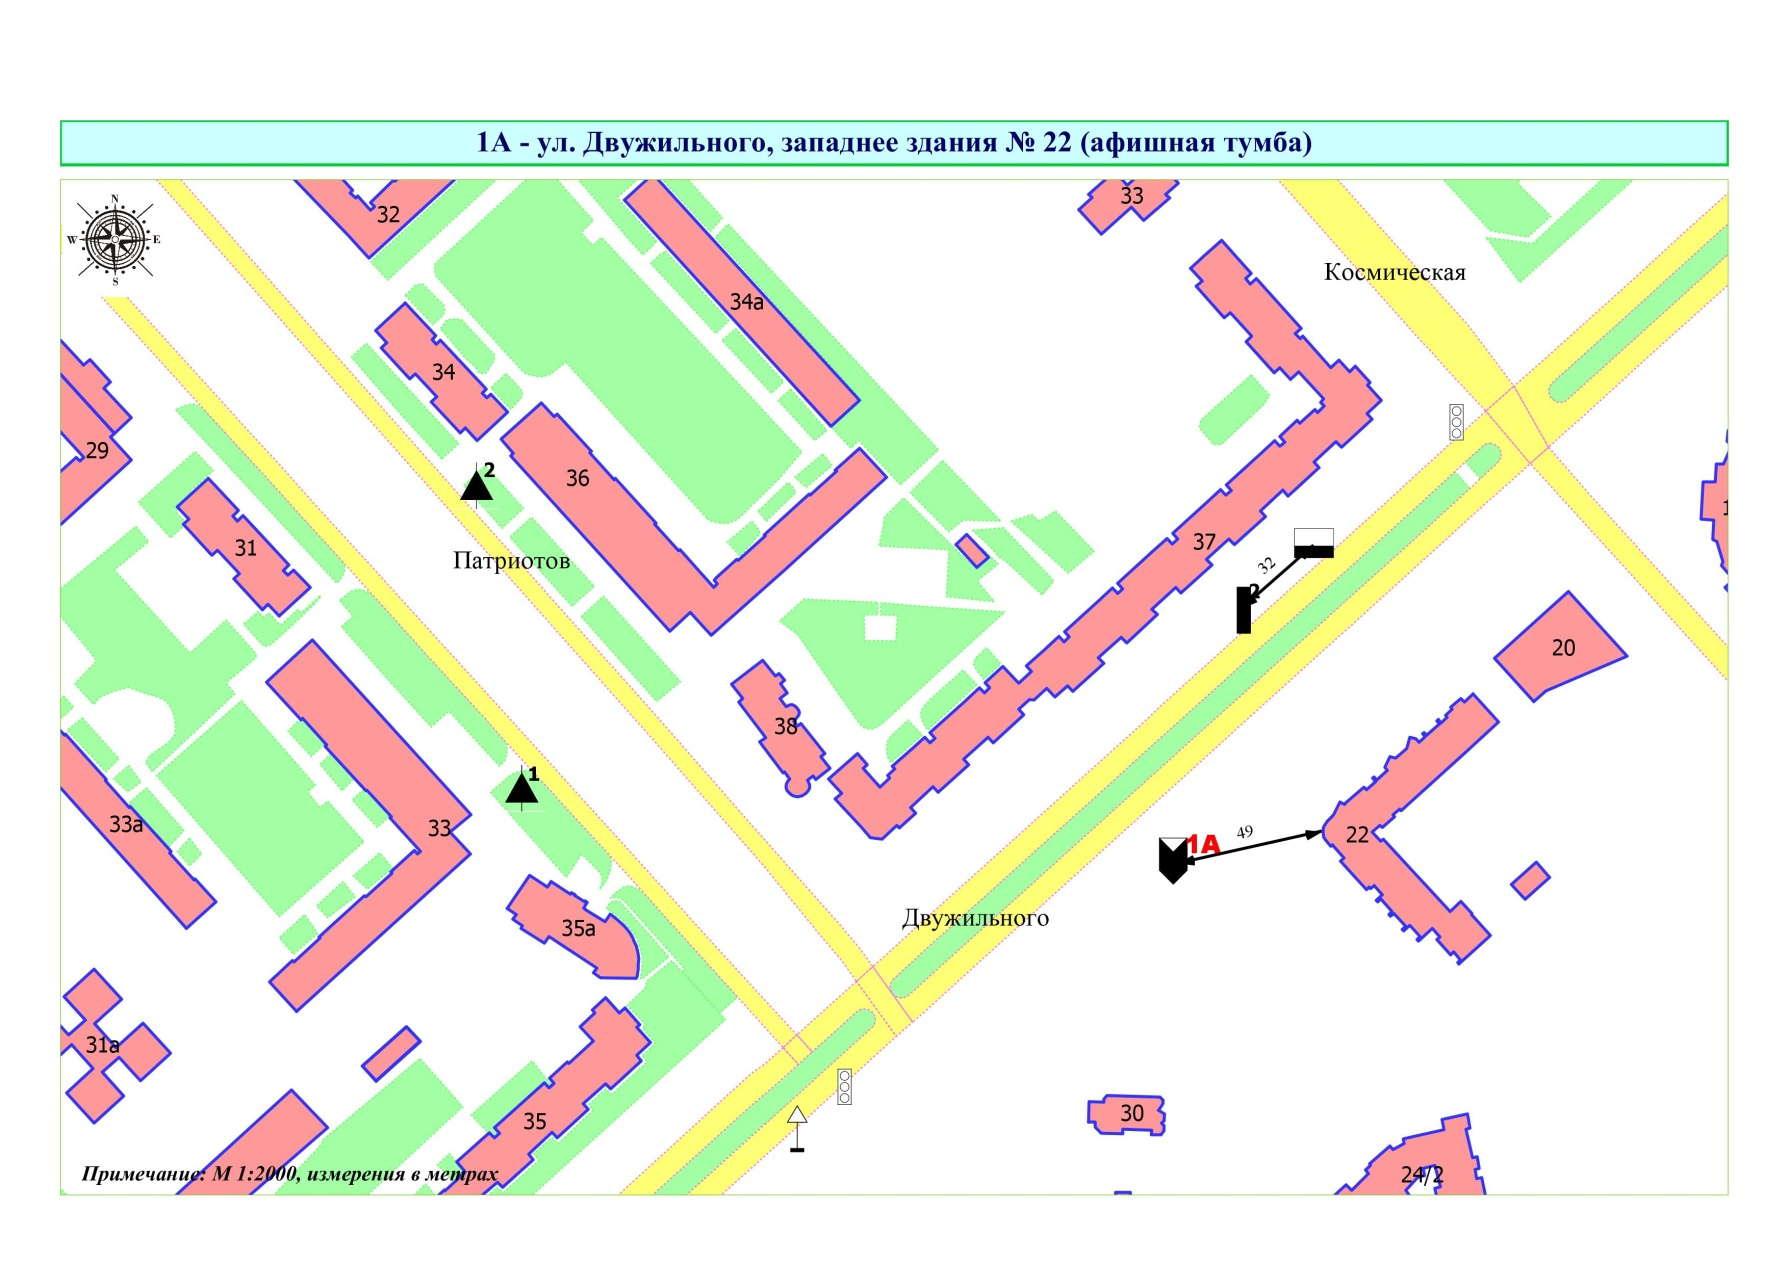 1А - ул. Двужильного, западнее здания № 22 (афишная тумба)
N
W E
S
32
33
Космическая
34а
34
29
2
36
31
37
32
2
Патриотов
20
38
1
33а
33
49
22
1А
Двужильного
35а
31а
35
30
24/2
Примечание: М 1:2000, измерения в метрах